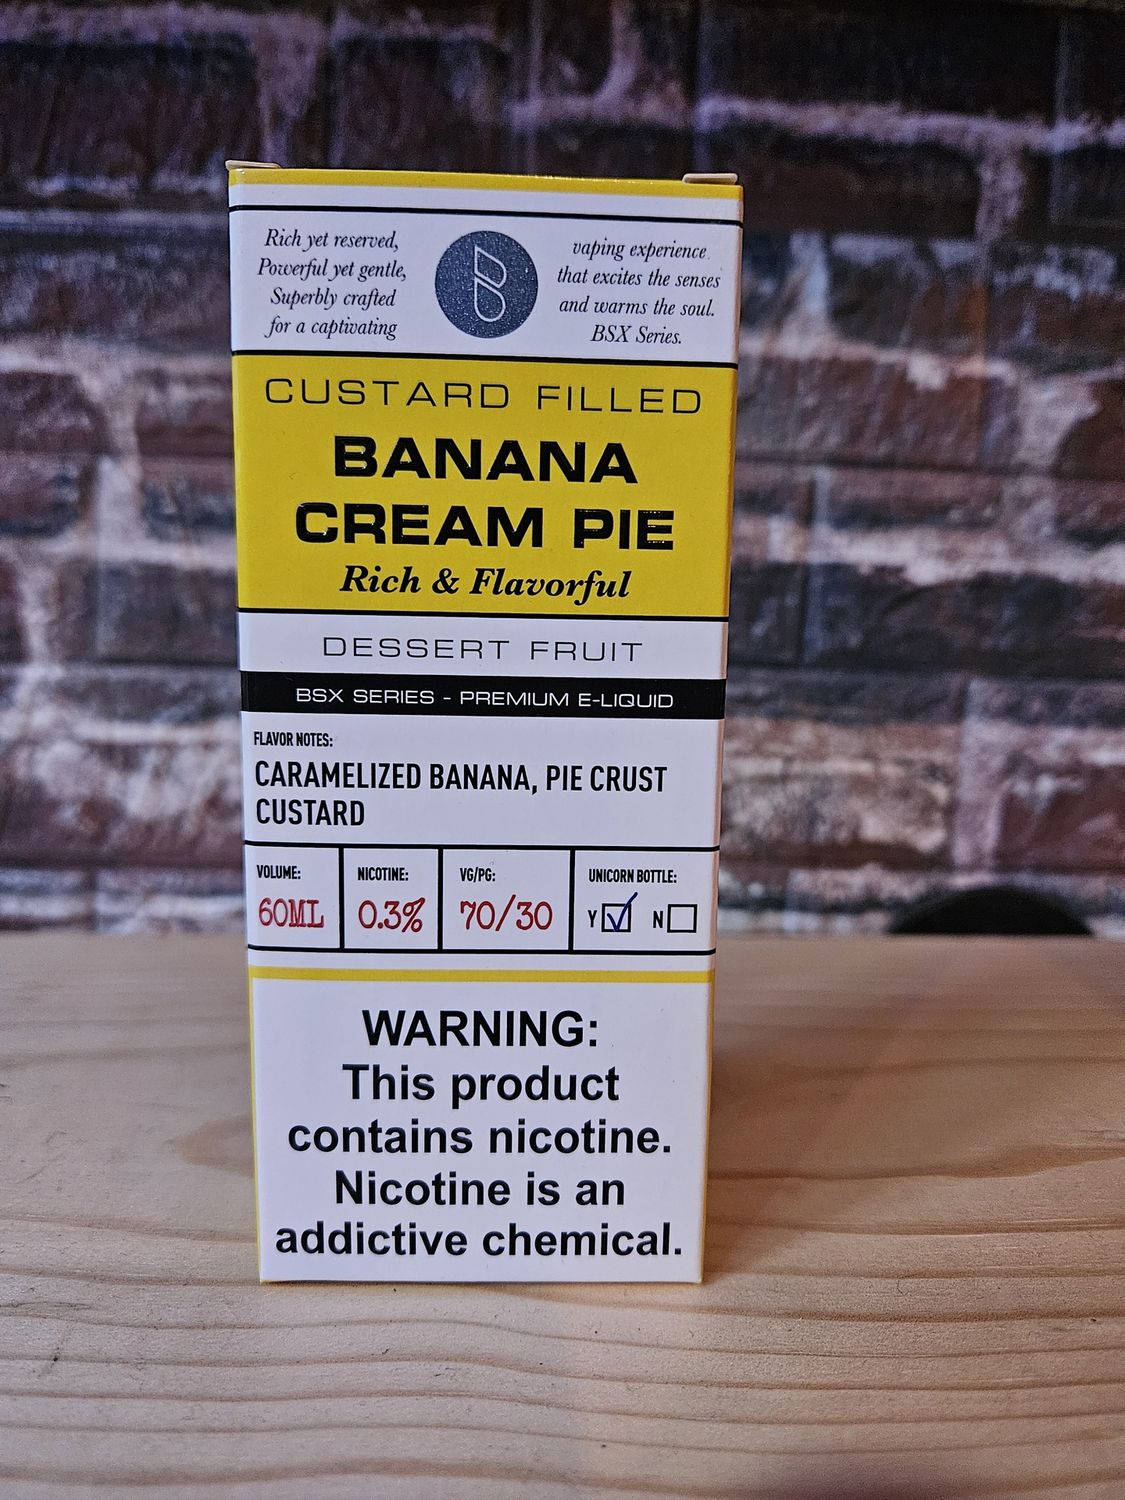 Rich yet reserved,
Powerful yet gentle,
Superbly crafted
for a captivating
vaping experience
that excites the senses
and warms the soul.
BSX Series.
CUSTARD FILLED
BANANA
CREAM PIE
Rich & Flavorful
DESSERT FRUIT
BSX SERIES - PREMIUM E-LIQUID
FLAVOR NOTES:
CARAMELIZED BANANA, PIE CRUST
CUSTARD
VOLUME:
60ML
NICOTINE:
0.3%
VG/PG:
70/30
UNICORN BOTTLE:
Y N
WARNING:
This product
contains nicotine.
Nicotine is an
addictive chemical.